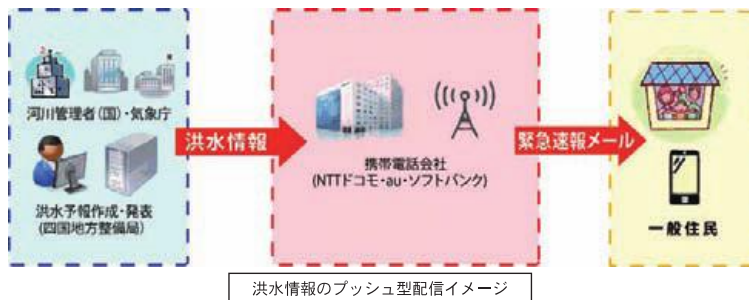 河川管理者(国)・気象庁
洪水予報作成・発表
(四国地方整備局)
洪水情報
携帯電話会社
(NTTドコモ・au・ソフトバンク)
緊急速報メール
一般住民
洪水情報のプッシュ型配信イメージ